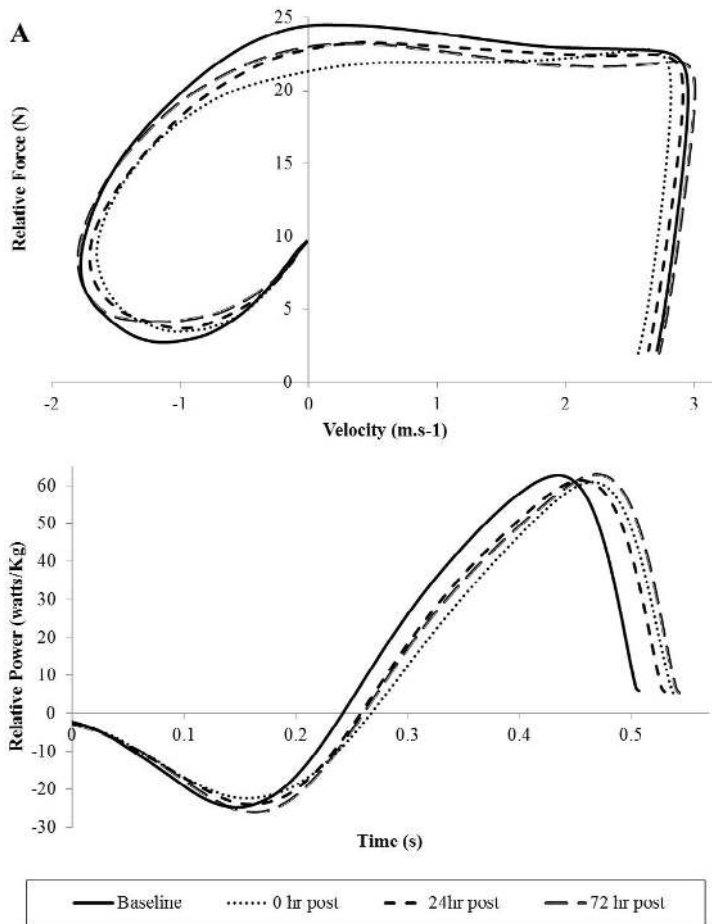 A
Relative Force (N)
25
20
15
10
5
0
-2 -1 0 1 2 3
Velocity (m.s-1)
Relative Power (watts/Kg)
60
50
40
30
20
10
0
-10
-20
-30
0 0.1 0.2 0.3 0.4 0.5
Time (s)
Baseline 0 hr post 24hr post 72 hr post